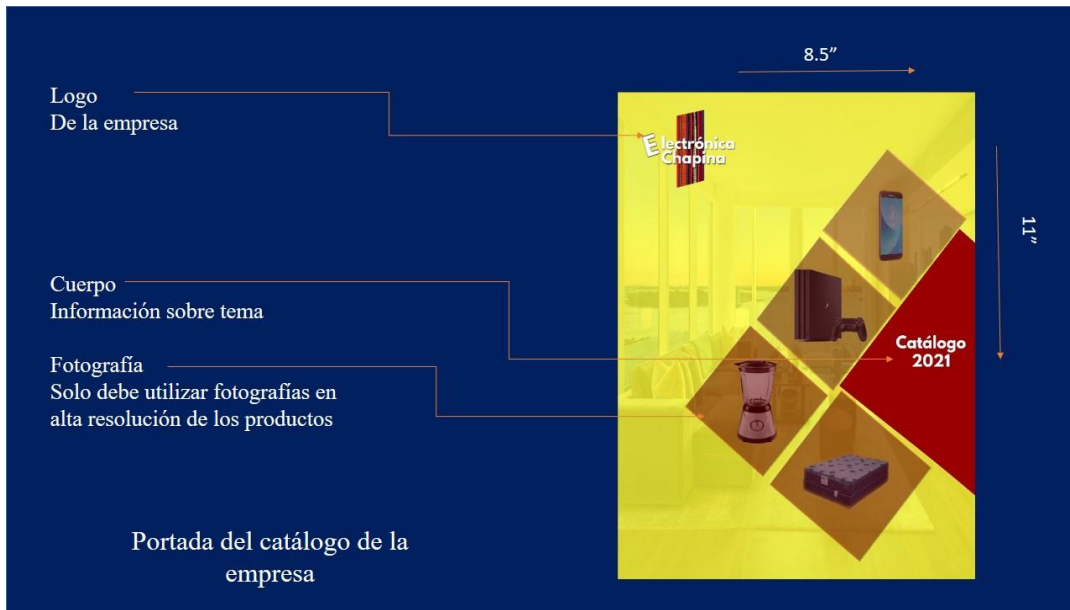 Logo
De la empresa
Cuerpo
Información sobre tema
Fotografía
Solo debe utilizar fotografías en
alta resolución de los productos
Portada del catálogo de la
empresa
8.5”
11”
Electrónica
Chapina
Catálogo
2021